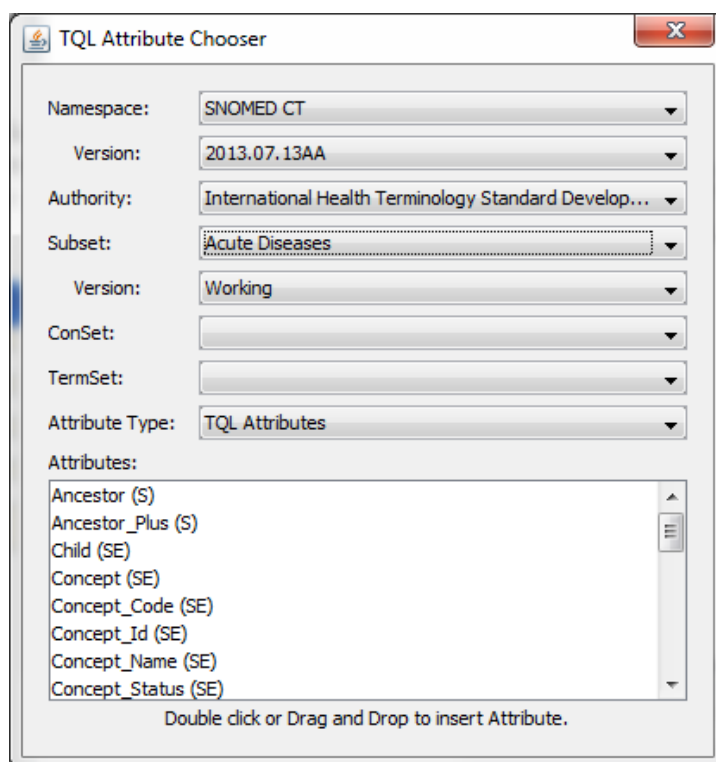 TQL Attribute Chooser
Namespace: SNOMED CT
Version: 2013.07.13AA
Authority: International Health Terminology Standard Develop...
Subset: Acute Diseases
Version: Working
ConSet:
TermSet:
Attribute Type: TQL Attributes
Attributes:
Ancestor (S)
Ancestor_Plus (S)
Child (SE)
Concept (SE)
Concept_Code (SE)
Concept_Id (SE)
Concept_Name (SE)
Concept_Status (SE)
Double click or Drag and Drop to insert Attribute.